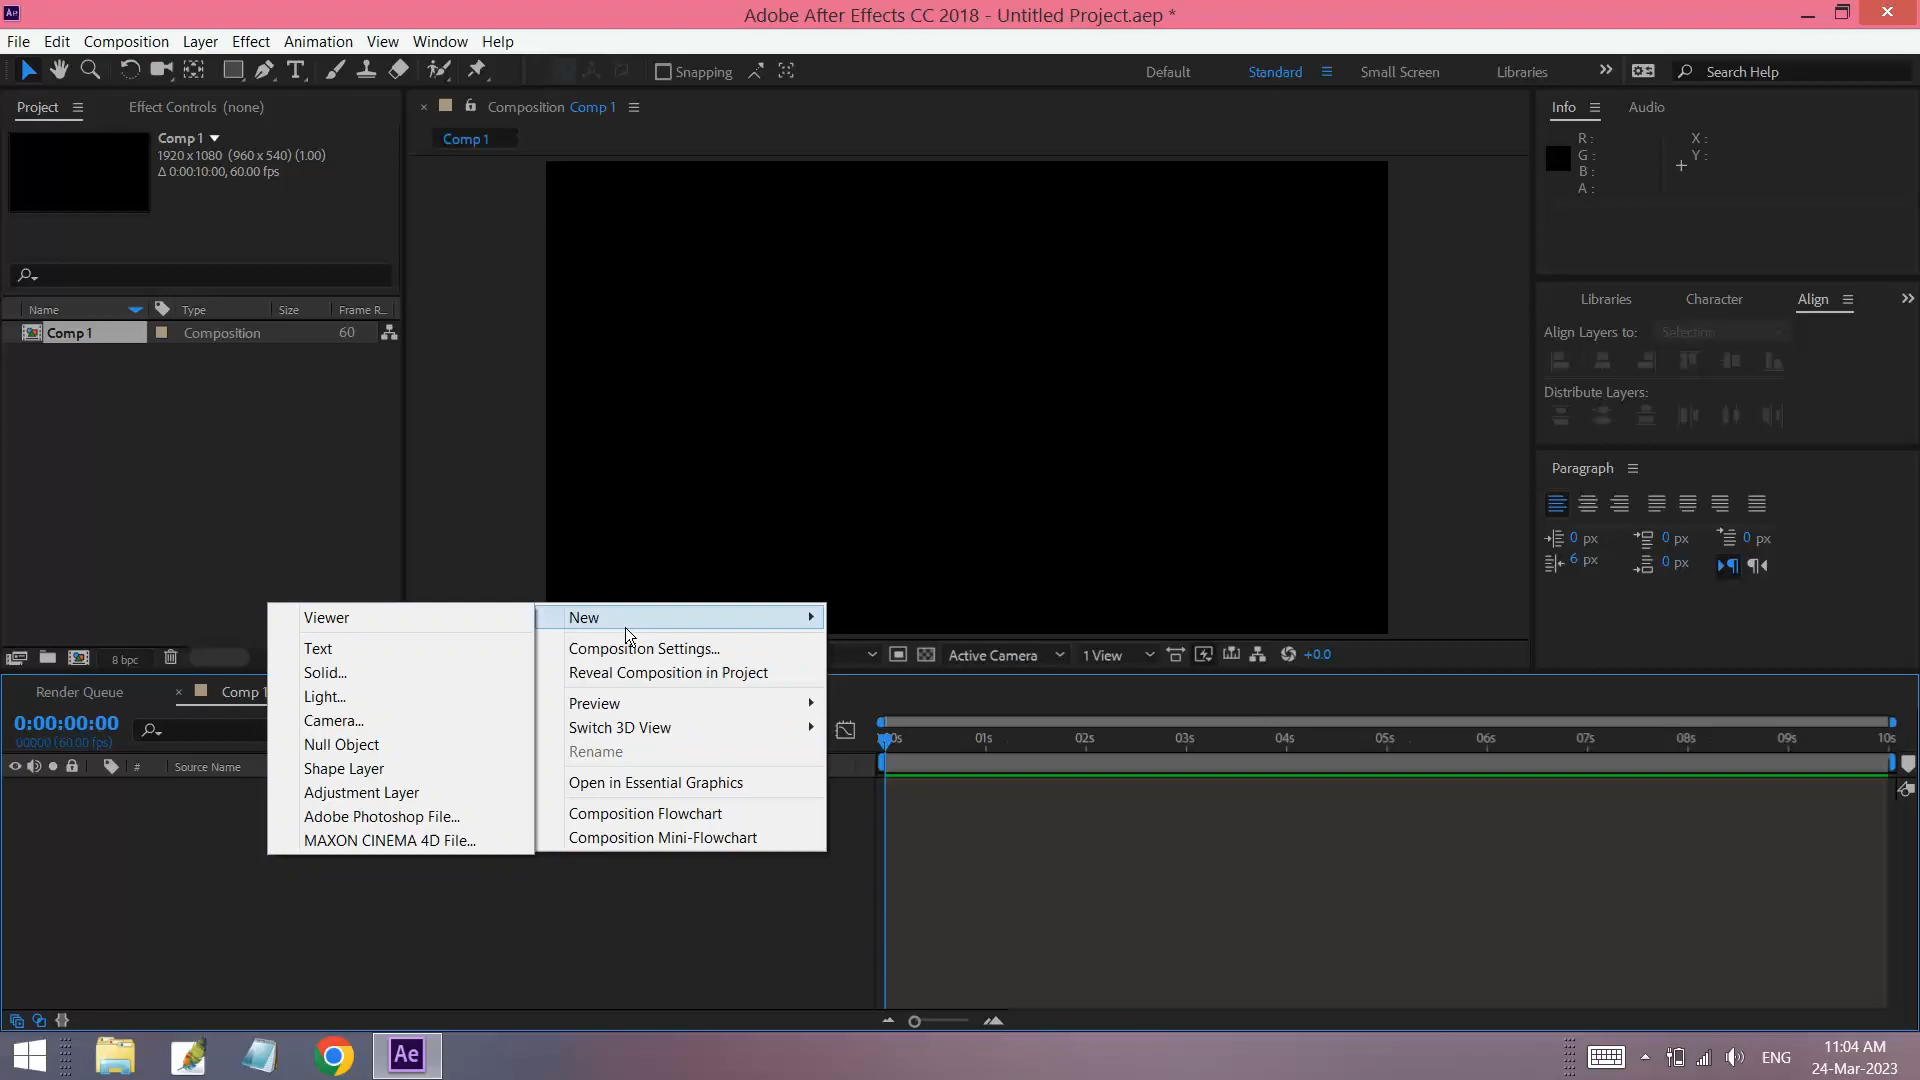 Adobe After Effects CC 2018 - Untitled Project.aep *
File Edit Composition Layer Effect Animation View Window Help
Snapping
Default Standard Small Screen Libraries
Search Help
Project
Effect Controls (none)
Comp 1
1920 x 1080 (960 x 540) (1.00)
Δ 0:00:10:00, 60.00 fps
Name Type Size Frame R...
Comp 1 Composition 60
8 bpc
Composition Comp 1
Comp 1
Active Camera 1 View +0.0
Info Audio
R :
G :
B :
A :
X :
Y :
Libraries Character Align
Align Layers to: Selection
Distribute Layers:
Paragraph
0 px 0 px 0 px
6 px 0 px
Viewer
Text
Solid...
Light...
Camera...
Null Object
Shape Layer
Adjustment Layer
Adobe Photoshop File...
MAXON CINEMA 4D File...
New
Composition Settings...
Reveal Composition in Project
Preview
Switch 3D View
Rename
Open in Essential Graphics
Composition Flowchart
Composition Mini-Flowchart
Render Queue
Comp 1
0:00:00:00
00000 (60.00 fps)
# Source Name
00s 01s 02s 03s 04s 05s 06s 07s 08s 09s 10s
Ae
ENG
11:04 AM
24-Mar-2023